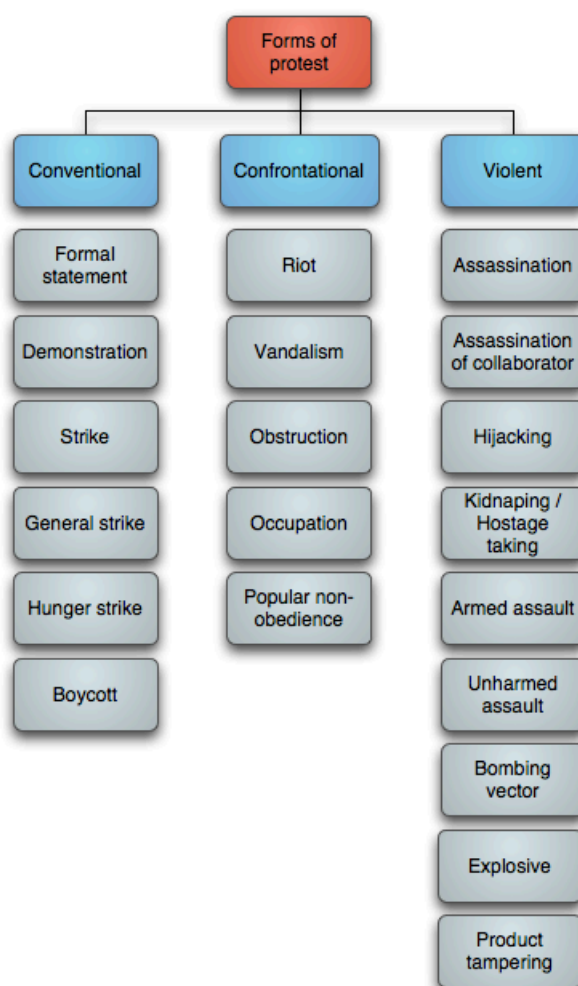 Forms of
protest
Conventional
Confrontational
Violent
Formal
statement
Demonstration
Strike
General strike
Hunger strike
Boycott
Riot
Vandalism
Obstruction
Occupation
Popular non-
obedience
Assassination
Assassination
of collaborator
Hijacking
Kidnaping /
Hostage
taking
Armed assault
Unharmed
assault
Bombing
vector
Explosive
Product
tampering